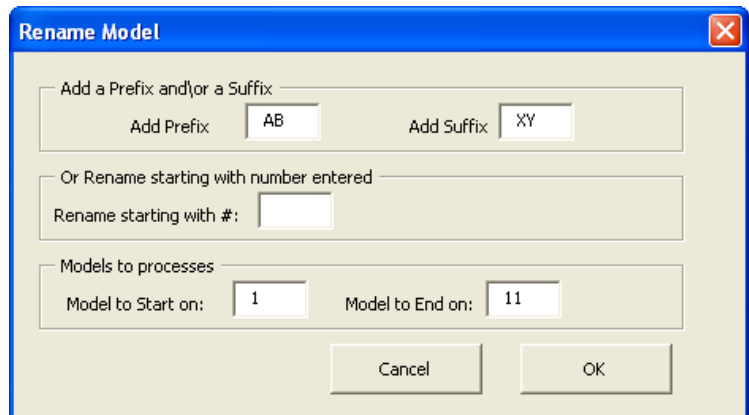 Rename Model
Add a Prefix and\or a Suffix
Add Prefix AB Add Suffix XY
Or Rename starting with number entered
Rename starting with #:
Models to processes
Model to Start on: 1 Model to End on: 11
Cancel OK